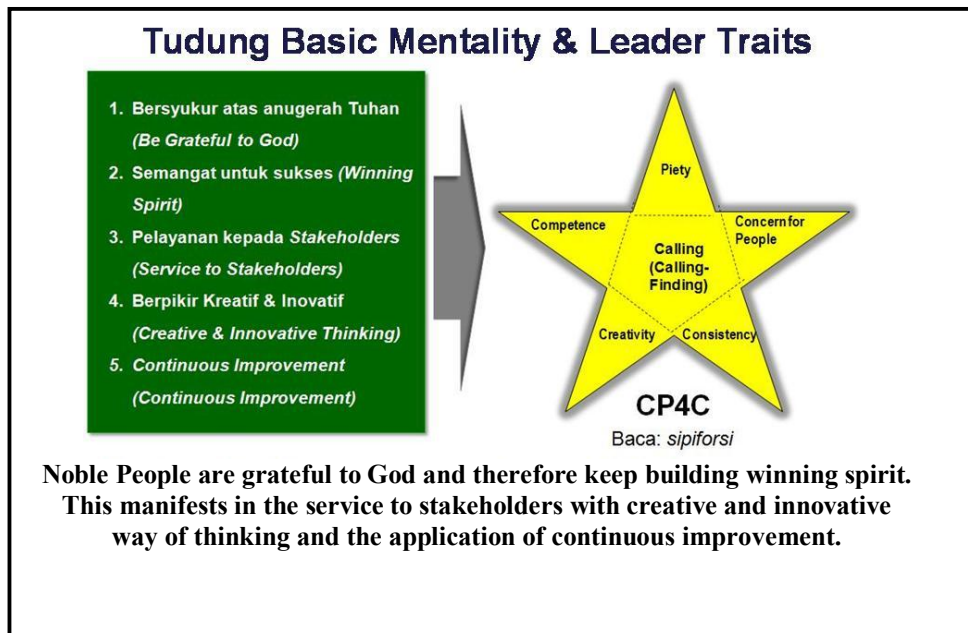 Tudung Basic Mentality & Leader Traits
1. Bersyukur atas anugerah Tuhan
(Be Grateful to God)
2. Semangat untuk sukses (Winning
Spirit)
3. Pelayanan kepada Stakeholders
(Service to Stakeholders)
4. Berpikir Kreatif & Inovatif
(Creative & Innovative Thinking)
5. Continuous Improvement
(Continuous Improvement)
Piety
Competence
Concern for
People
Calling
(Calling-
Finding)
Creativity
Consistency
CP4C
Baca: sipiforsi
Noble People are grateful to God and therefore keep building winning spirit.
This manifests in the service to stakeholders with creative and innovative
way of thinking and the application of continuous improvement.